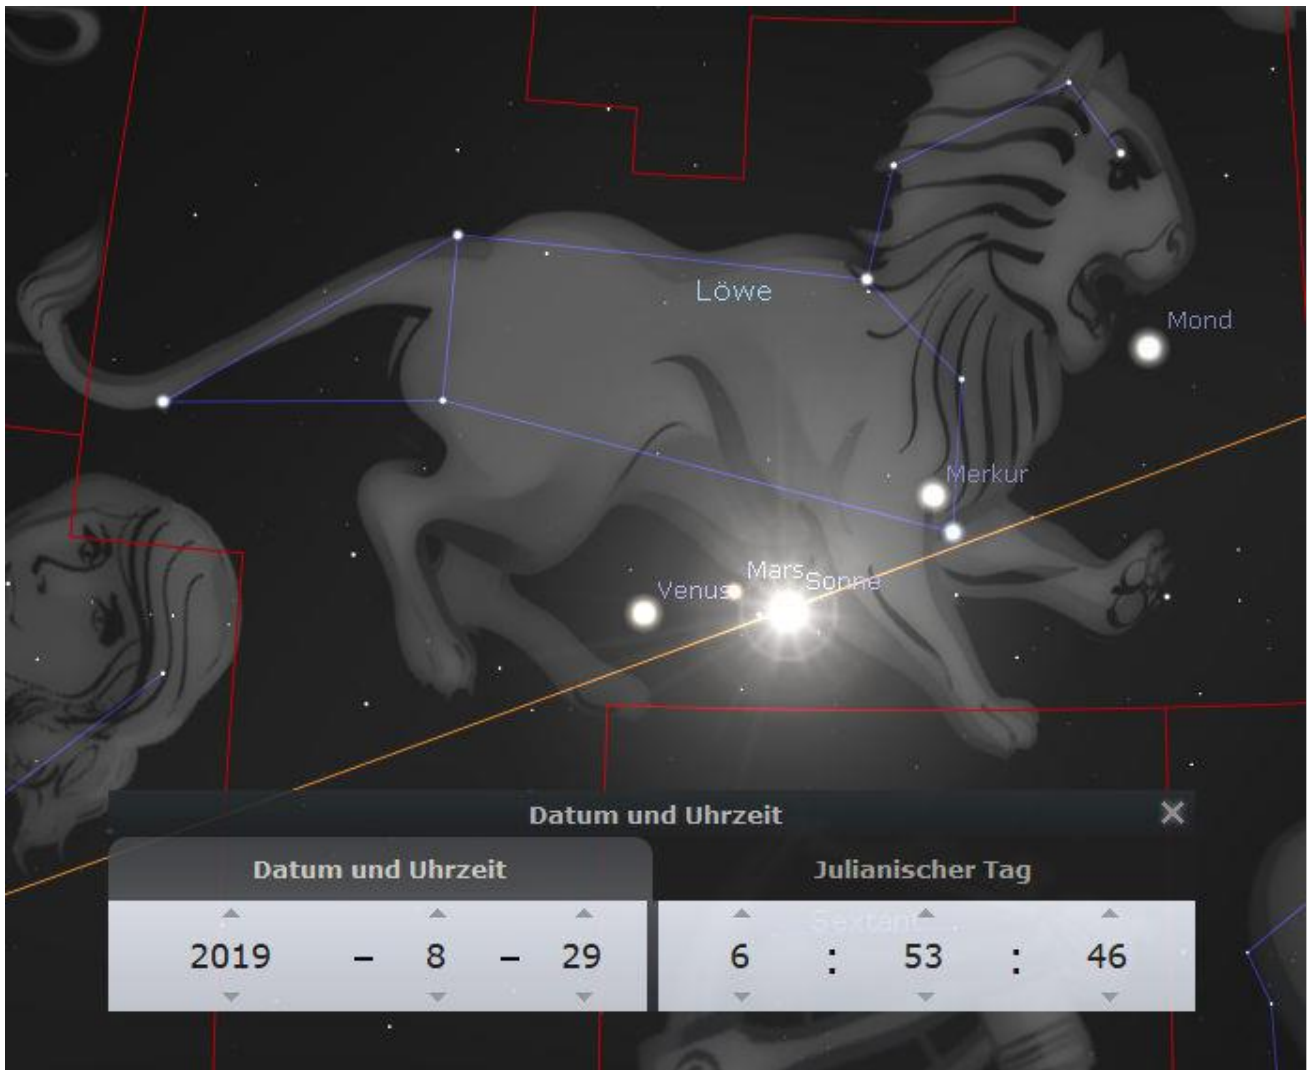 Löwe
Mond
Merkur
Mars
Sonne
Venus
Datum und Uhrzeit
Datum und Uhrzeit
Julianischer Tag
Sextant
2019 – 8 – 29 6 : 53 : 46